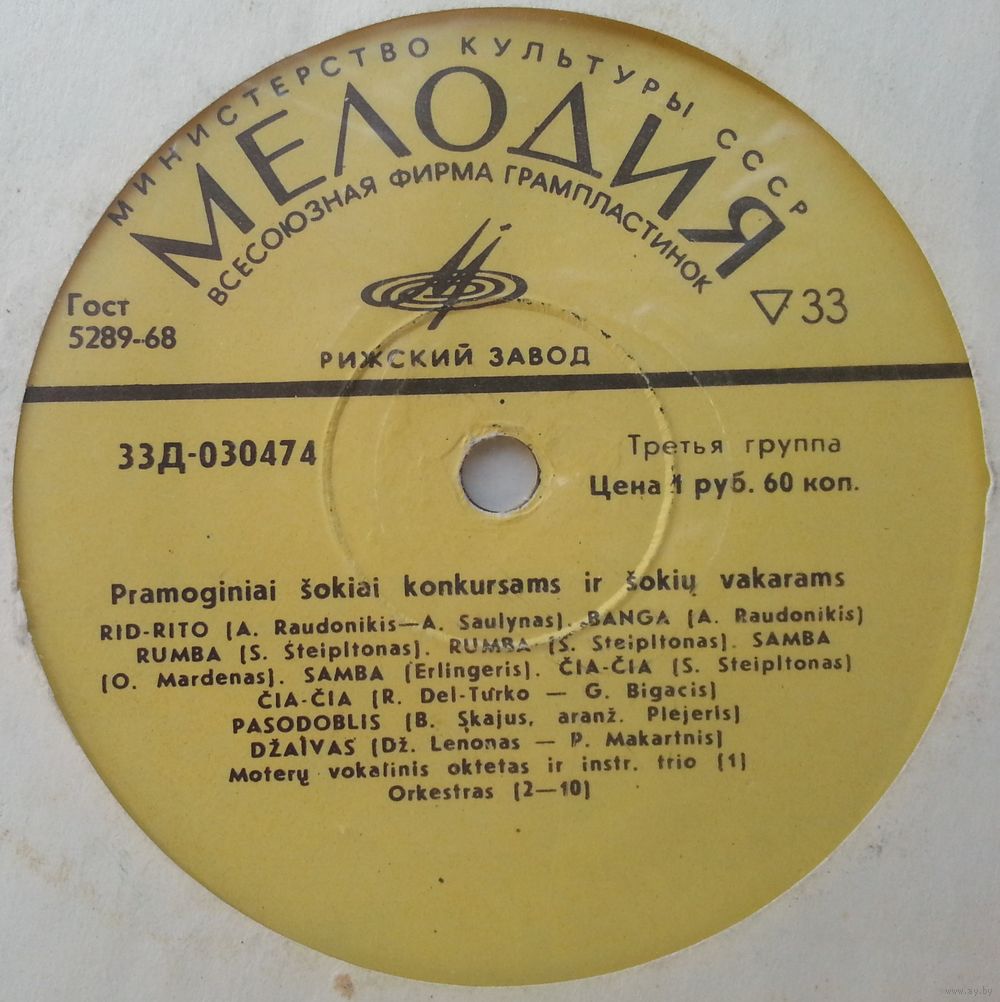 МИНИСТЕРСТВО КУЛЬТУРЫ СССР
МЕЛОДИЯ
ВСЕСОЮЗНАЯ ФИРМА ГРАМПЛАСТИНОК
Гост
5289-68
▽33
РИЖСКИЙ ЗАВОД
33Д-030474
Третья группа
Цена 1 руб. 60 коп.
Pramoginiai šokiai konkursams ir šokių vakarams
RID-RITO (A. Raudonikis—A. Saulynas). BANGA (A. Raudonikis)
RUMBA (S. Steipltonas). RUMBA (S. Steipltonas). SAMBA
(O. Mardenas). SAMBA (Erlingeris). ČIA-ČIA (S. Steipltonas)
ČIA-ČIA (R. Del-Turko — G. Bigacis)
PASODOBLIS (B. Skajus, aranž. Plejeris)
DŽAIVAS (Dž. Lenonas — P. Makartnis)
Moterų vokalinis oktetas ir instr. trio (1)
Orkestras (2—10)
www.ay.by